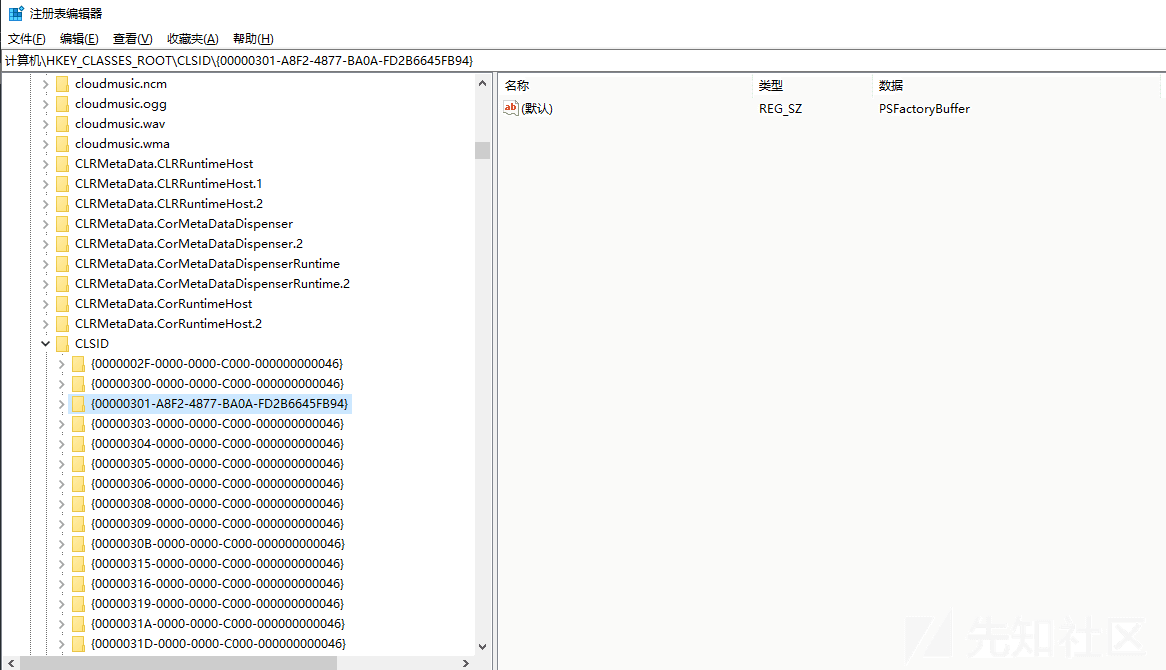 注册表编辑器
文件(F) 编辑(E) 查看(V) 收藏夹(A) 帮助(H)
计算机\HKEY_CLASSES_ROOT\CLSID\{00000301-A8F2-4877-BA0A-FD2B6645FB94}
cloudmusic.ncm
cloudmusic.ogg
cloudmusic.wav
cloudmusic.wma
CLRMetaData.CLRRuntimeHost
CLRMetaData.CLRRuntimeHost.1
CLRMetaData.CLRRuntimeHost.2
CLRMetaData.CorMetaDataDispenser
CLRMetaData.CorMetaDataDispenser.2
CLRMetaData.CorMetaDataDispenserRuntime
CLRMetaData.CorMetaDataDispenserRuntime.2
CLRMetaData.CorRuntimeHost
CLRMetaData.CorRuntimeHost.2
CLSID
{0000002F-0000-0000-C000-000000000046}
{00000300-0000-0000-C000-000000000046}
{00000301-A8F2-4877-BA0A-FD2B6645FB94}
{00000303-0000-0000-C000-000000000046}
{00000304-0000-0000-C000-000000000046}
{00000305-0000-0000-C000-000000000046}
{00000306-0000-0000-C000-000000000046}
{00000308-0000-0000-C000-000000000046}
{00000309-0000-0000-C000-000000000046}
{0000030B-0000-0000-C000-000000000046}
{00000315-0000-0000-C000-000000000046}
{00000316-0000-0000-C000-000000000046}
{00000319-0000-0000-C000-000000000046}
{0000031A-0000-0000-C000-000000000046}
{0000031D-0000-0000-C000-000000000046}
名称 类型 数据
ab (默认) REG_SZ PSFactoryBuffer
先知社区